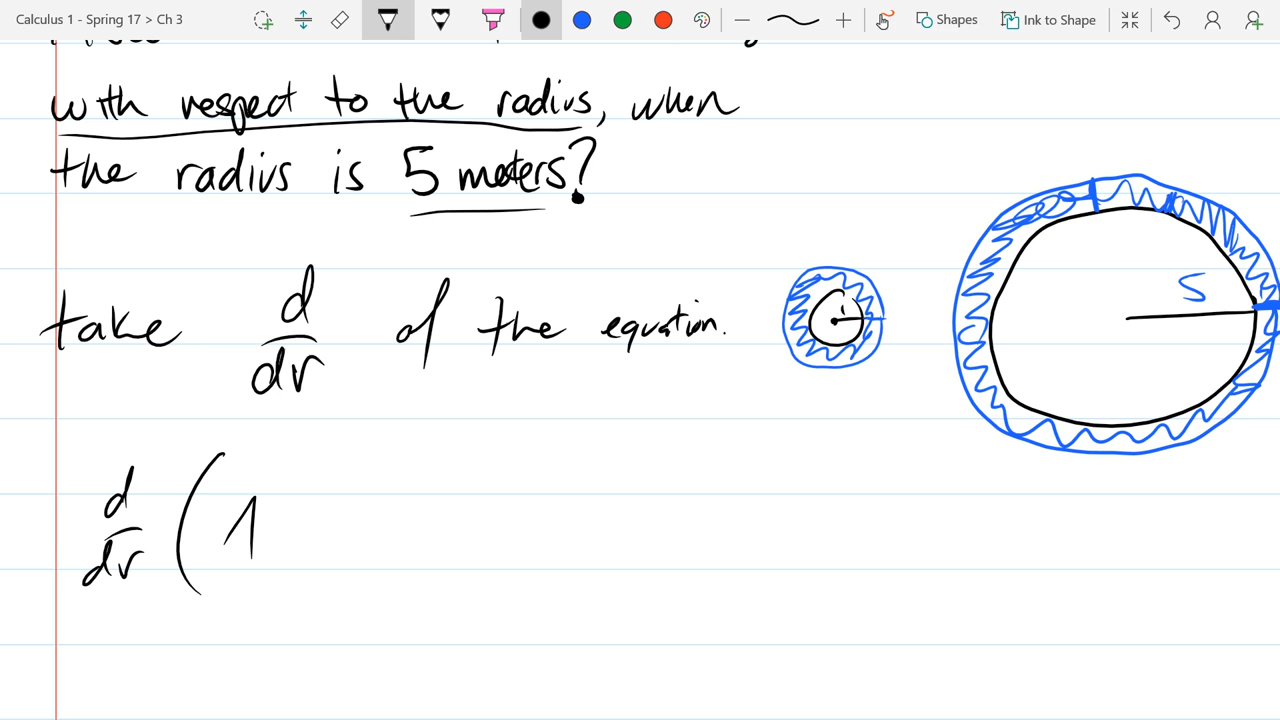 Calculus 1 - Spring 17 > Ch 3
Shapes
Ink to Shape
with respect to the radius, when
the radius is 5 meters?
take d/dr of the equation.
5
d/dr (